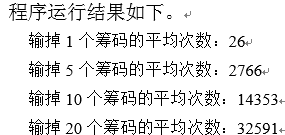 程序运行结果如下。
输掉 1 个筹码的平均次数：26
输掉 5 个筹码的平均次数：2766
输掉 10 个筹码的平均次数：14353
输掉 20 个筹码的平均次数：32591